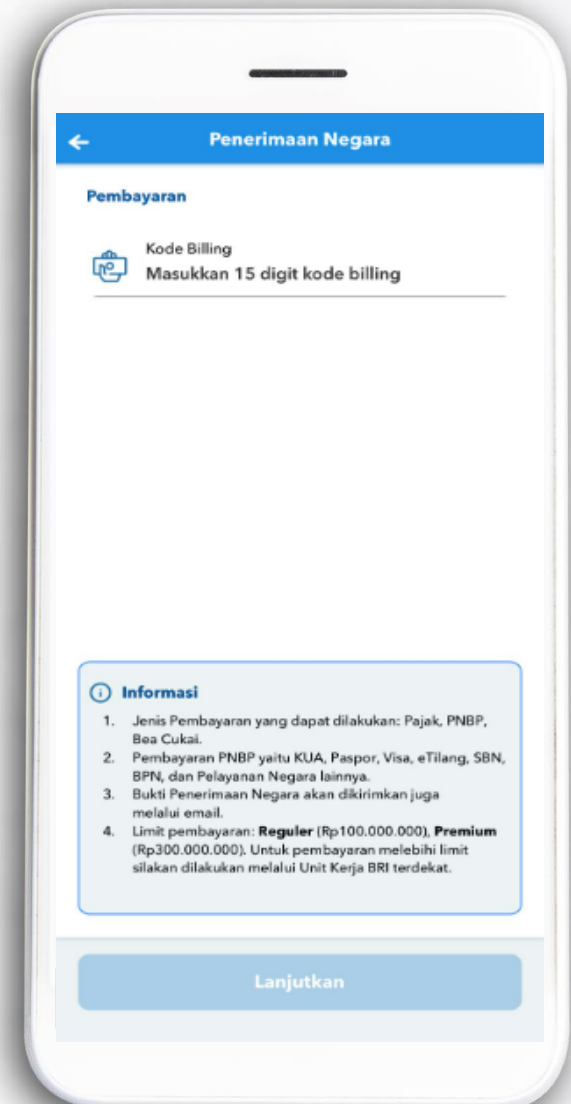 Penerimaan Negara
Pembayaran
Kode Billing
Masukkan 15 digit kode billing
Informasi
1. Jenis Pembayaran yang dapat dilakukan: Pajak, PNBP,
Bea Cukai.
2. Pembayaran PNBP yaitu KUA, Paspor, Visa, eTilang, SBN,
BPN, dan Pelayanan Negara lainnya.
3. Bukti Penerimaan Negara akan dikirimkan juga
melalui email.
4. Limit pembayaran: Reguler (Rp100.000.000), Premium
(Rp300.000.000). Untuk pembayaran melebihi limit
silakan dilakukan melalui Unit Kerja BRI terdekat.
Lanjutkan